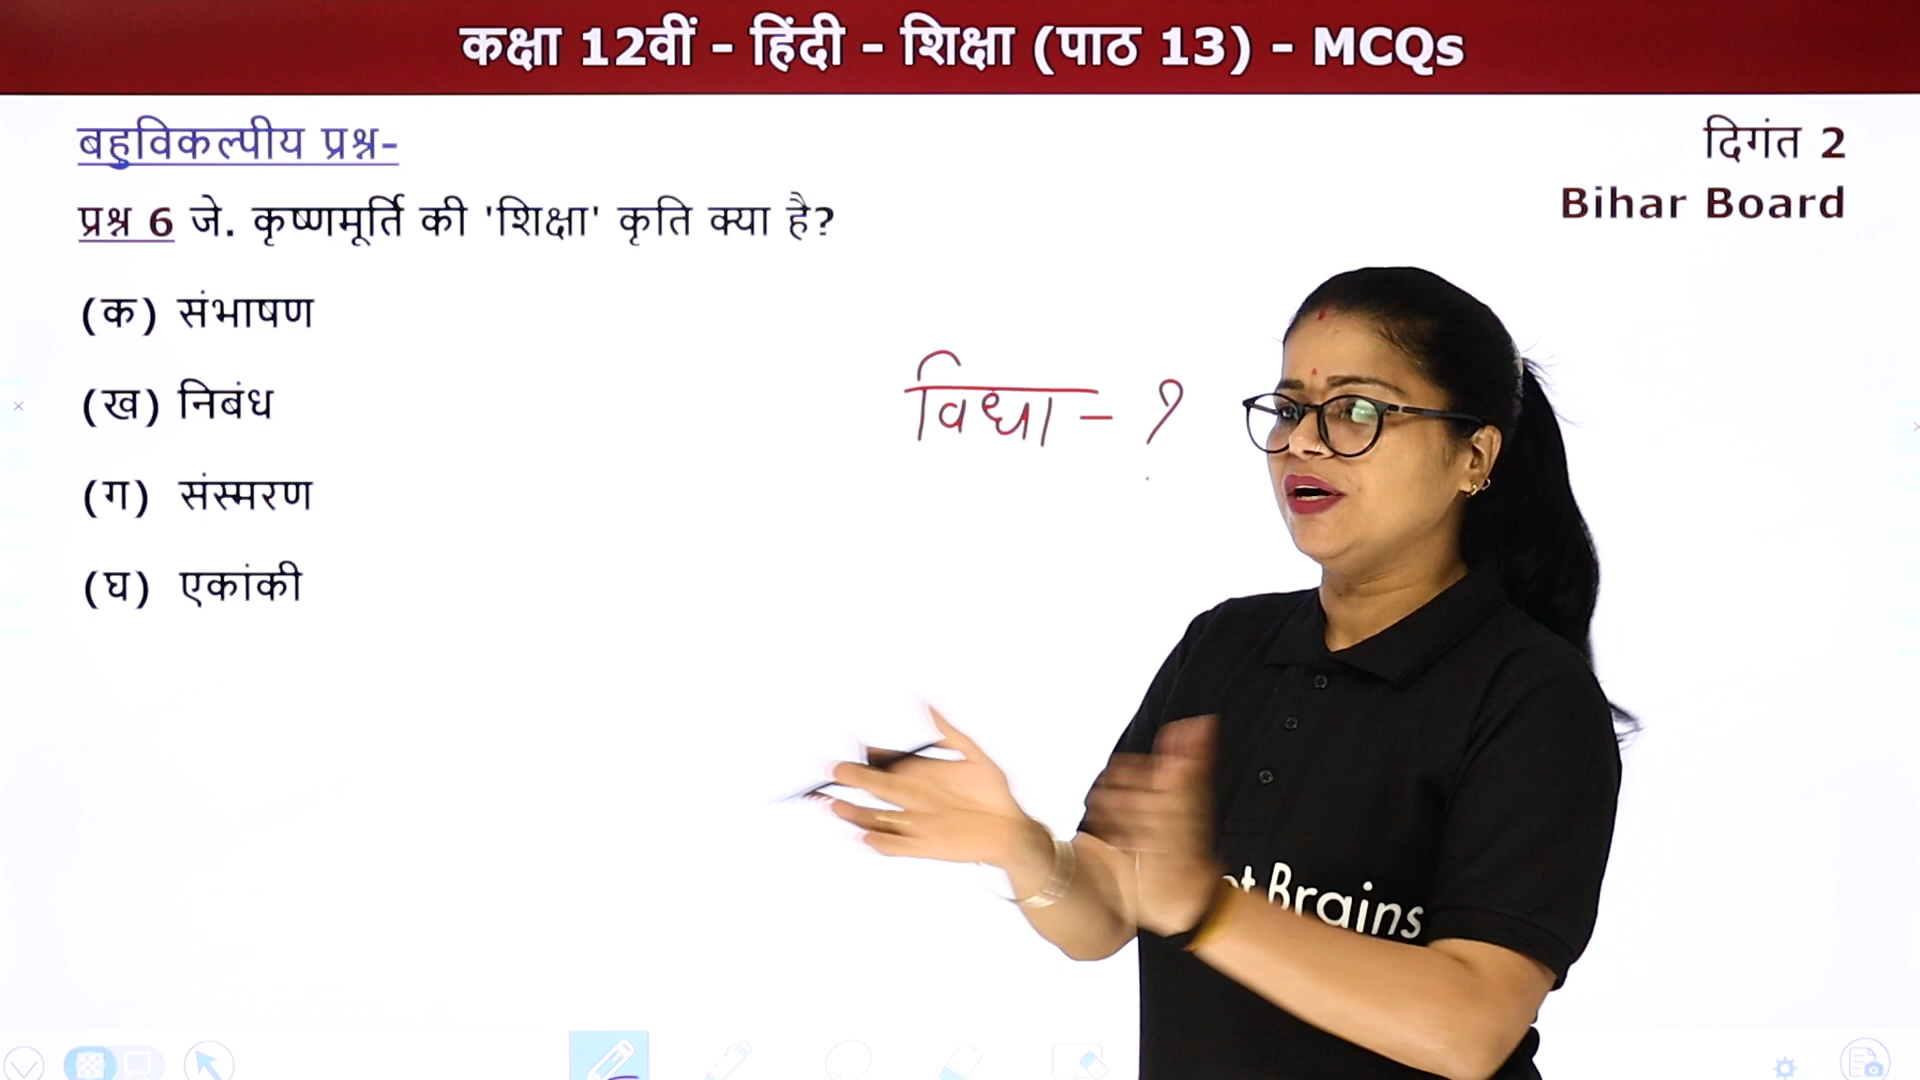 कक्षा 12वीं - हिंदी - शिक्षा (पाठ 13) - MCQs
बहुविकल्पीय प्रश्न-
दिगंत 2
Bihar Board
प्रश्न 6 जे. कृष्णमूर्ति की 'शिक्षा' कृति क्या है?
(क) संभाषण
(ख) निबंध
(ग) संस्मरण
(घ) एकांकी
विधा - ?
Brains